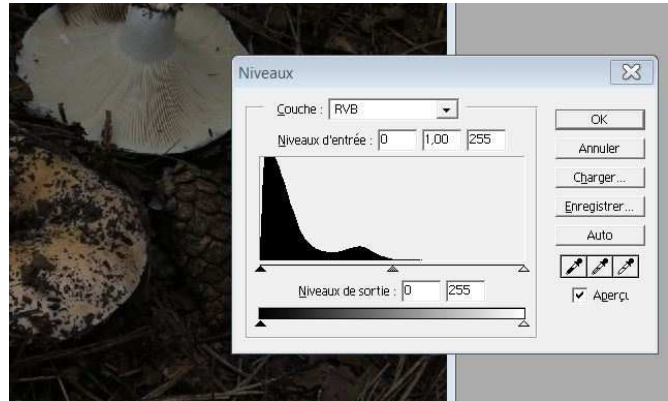 Niveaux
Couche : RVB
OK
Niveaux d'entrée : 0 1,00 255
Annuler
Charger...
Enregistrer...
Auto
Niveaux de sortie : 0 255
Aperçu